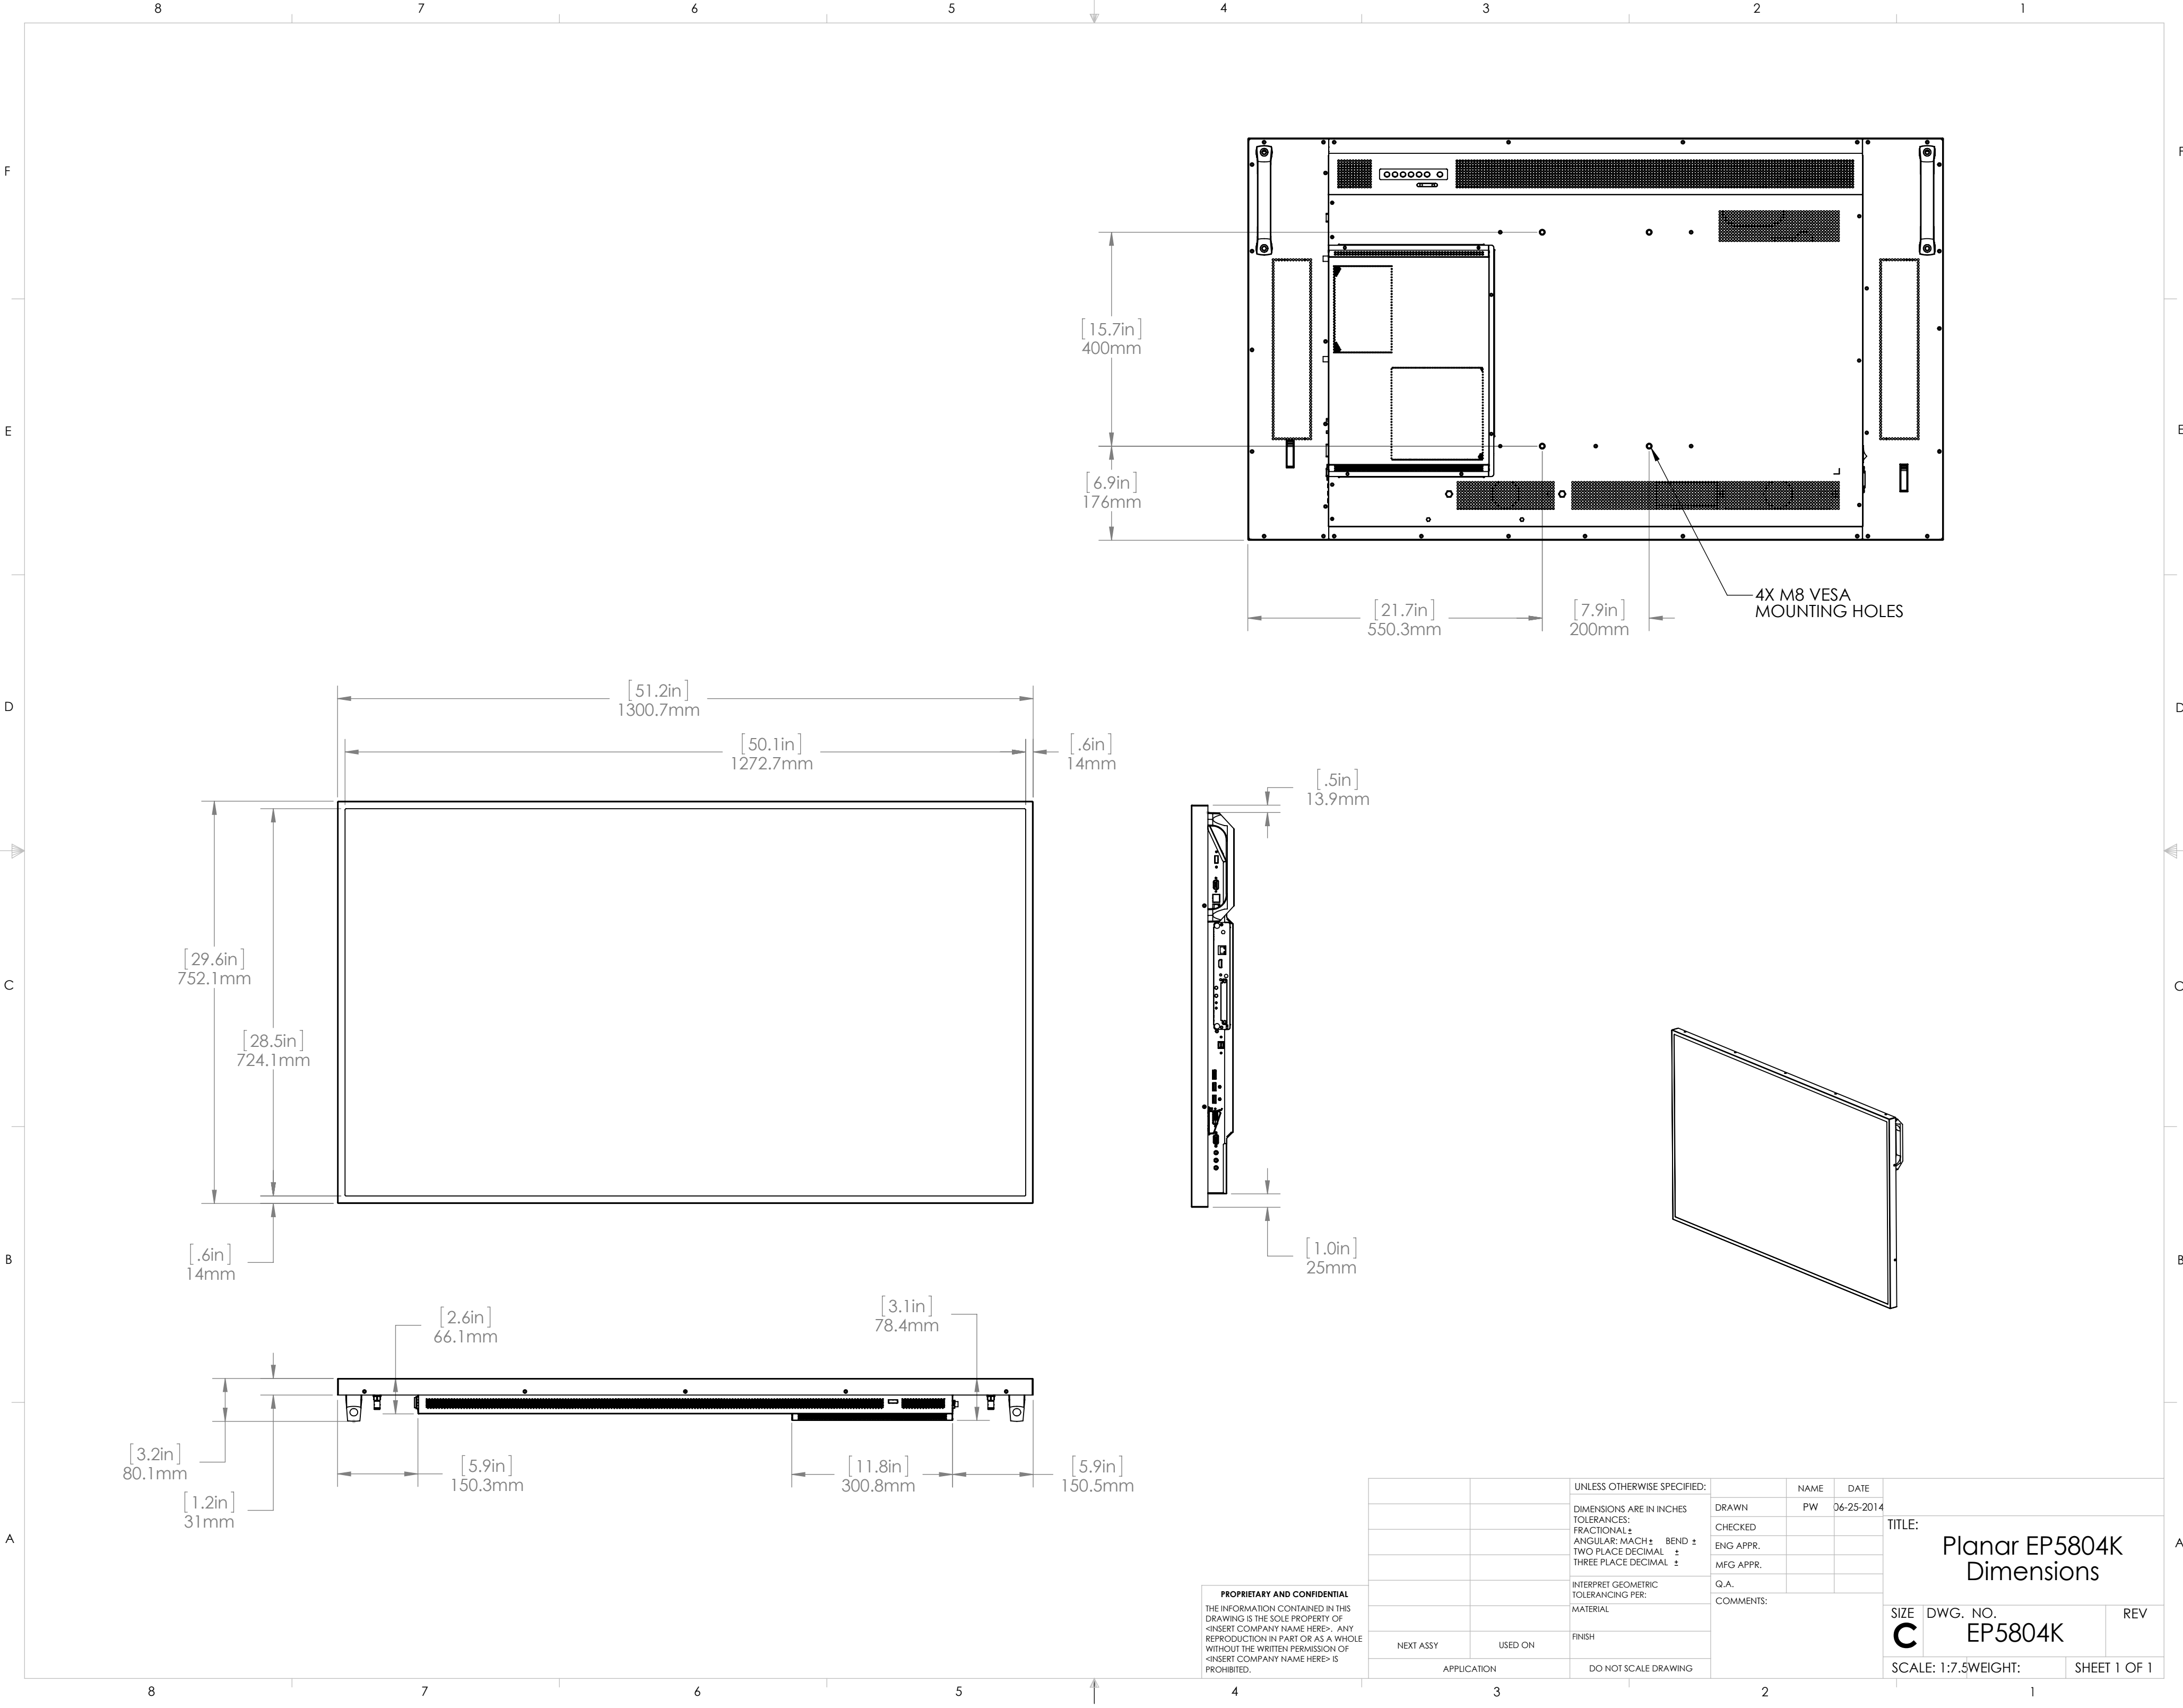 8 7 6 5 4 3 2 1
F F
[15.7in]
400mm
E E
[6.9in]
176mm
4X M8 VESA
MOUNTING HOLES
[21.7in]
550.3mm
[7.9in]
200mm
D D
[51.2in]
1300.7mm
[50.1in]
1272.7mm
[.6in]
14mm
[.5in]
13.9mm
[29.6in]
752.1mm
C C
[28.5in]
724.1mm
[.6in]
14mm
B B
[1.0in]
25mm
[2.6in]
66.1mm
[3.1in]
78.4mm
[3.2in]
80.1mm
[1.2in]
31mm
[5.9in]
150.3mm
[11.8in]
300.8mm
[5.9in]
150.5mm
A A
PROPRIETARY AND CONFIDENTIAL
THE INFORMATION CONTAINED IN THIS
DRAWING IS THE SOLE PROPERTY OF
<INSERT COMPANY NAME HERE>. ANY
REPRODUCTION IN PART OR AS A WHOLE
WITHOUT THE WRITTEN PERMISSION OF
<INSERT COMPANY NAME HERE> IS
PROHIBITED.
NEXT ASSY USED ON
APPLICATION
UNLESS OTHERWISE SPECIFIED:
DIMENSIONS ARE IN INCHES
TOLERANCES:
FRACTIONAL ±
ANGULAR: MACH ± BEND ±
TWO PLACE DECIMAL ±
THREE PLACE DECIMAL ±
INTERPRET GEOMETRIC
TOLERANCING PER:
MATERIAL
FINISH
DO NOT SCALE DRAWING
NAME DATE
DRAWN PW 06-25-2014
CHECKED
ENG APPR.
MFG APPR.
Q.A.
COMMENTS:
TITLE:
Planar EP5804K
Dimensions
SIZE DWG. NO. REV
C EP5804K
SCALE: 1:7.5 WEIGHT: SHEET 1 OF 1
8 7 6 5 4 3 2 1